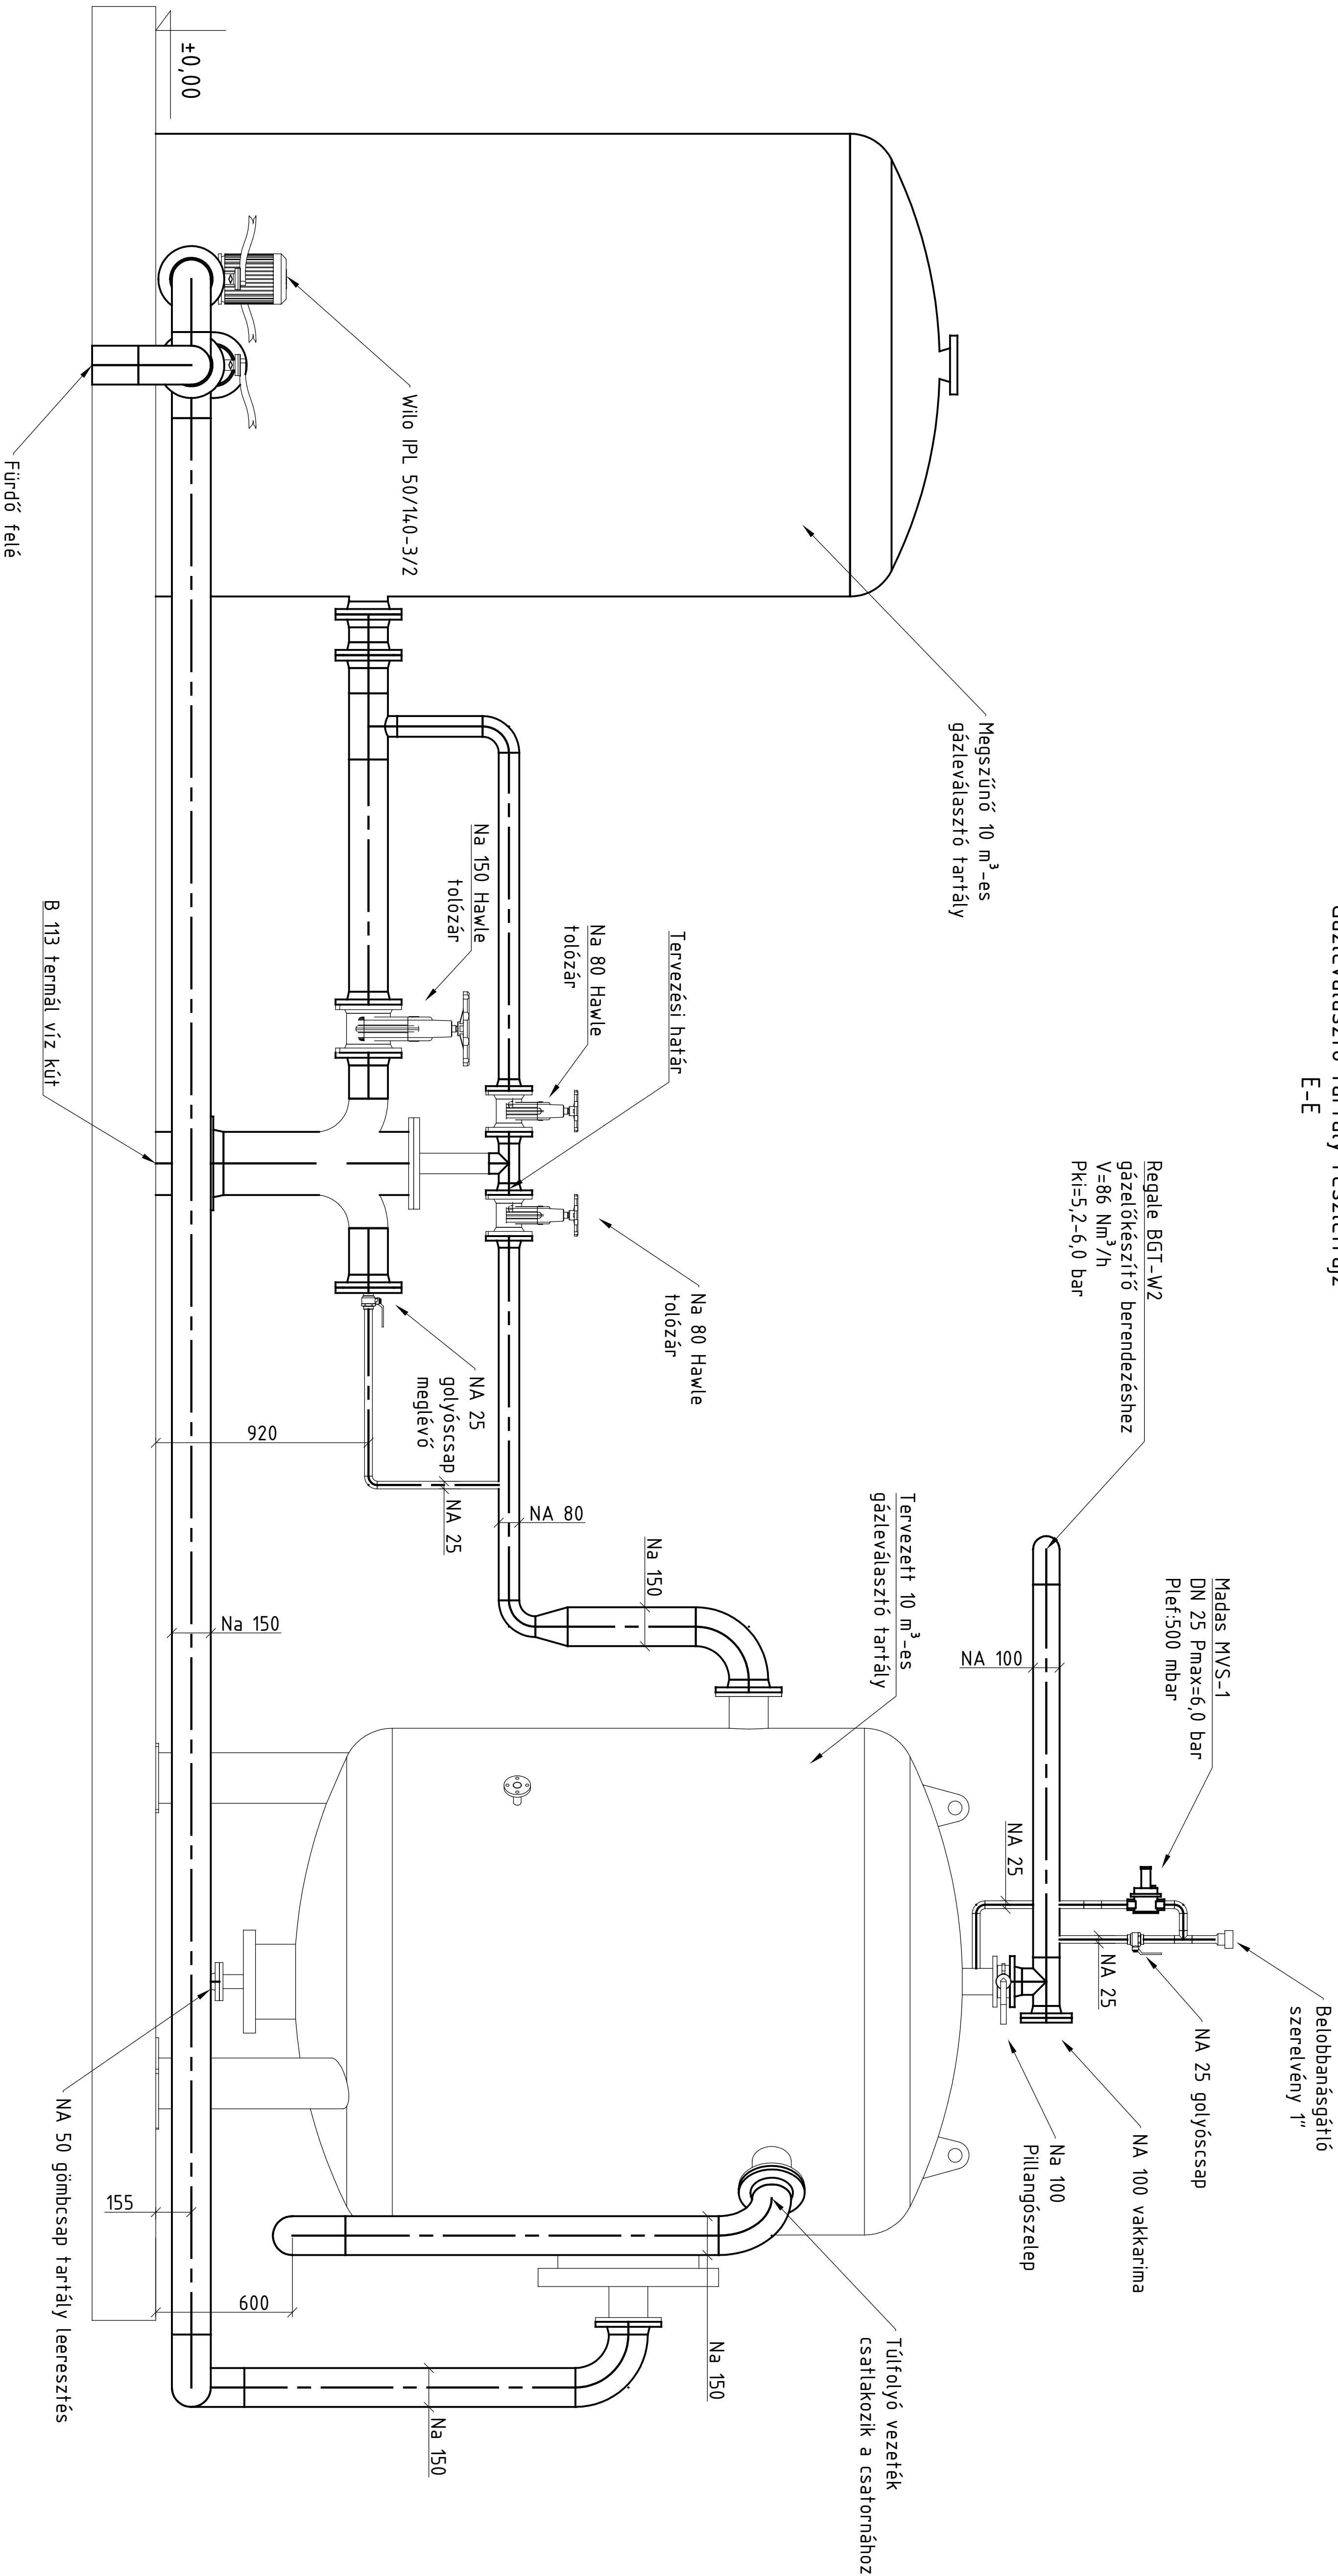 E-E
Belobbanásgátló
szerelvény 1"
Madas MVS-1
DN 25 Pmax=6,0 bar
Plef:500 mbar
NA 25 golyóscsap
Regale BGT-W2
gázelőkészítő berendezéshez
V=86 Nm³/h
Pki=5,2-6,0 bar
NA 100 vakkarima
NA 100
NA 25
NA 25
Na 100
Pillangószelep
Megszűnő 10 m³-es
gázleválasztó tartály
Tervezett 10 m³-es
gázleválasztó tartály
Túlfolyó vezeték
csatlakozik a csatornához
Tervezési határ
Na 80 Hawle
tolózár
Na 80 Hawle
tolózár
Na 150
Na 150
Na 150 Hawle
tolózár
NA 80
NA 25
golyóscsap
meglévő
NA 25
Wilo IPL 50/140-3/2
Na 150
920
Na 150
600
155
±0,00
B 113 termál víz kút
NA 50 gömbcsap tartály leeresztés
Fürdő felé